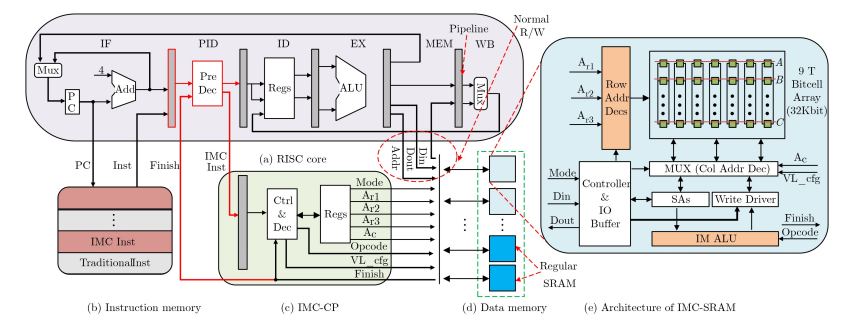 IF
PID
ID
EX
MEM
WB
Pipeline
Normal
R/W
Mux
4
Add
P
C
Pre
Dec
Regs
ALU
Mux
PC
Inst
Finish
IMC
Inst
(a) RISC core
Addr
Dout
Din
IMC Inst
TraditionalInst
Ctrl
&
Dec
Regs
Mode
Ar1
Ar2
Ar3
Ac
Opcode
VL_cfg
Finish
Regular
SRAM
Ar1
Ar2
Ar3
Row
Addr
Decs
A
B
C
9 T
Bitcell
Array
(32Kbit)
Mode
Din
Dout
Controller
&
IO
Buffer
MUX (Col Addr Dec)
Ac
VL_cfg
SAs
Write Driver
IM ALU
Finish
Opcode
(b) Instruction memory
(c) IMC-CP
(d) Data memory
(e) Architecture of IMC-SRAM